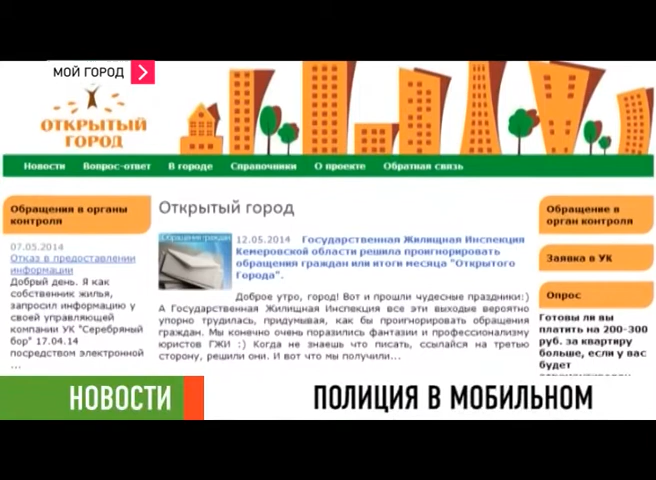 МОЙ ГОРОД
ОТКРЫТЫЙ
ГОРОД
Новости Вопрос-ответ В городе Справочники О проекте Обратная связь
Обращения в органы
контроля
07.05.2014
Отказ в предоставлении
информации
Добрый день. Я как
собственник жилья,
запросил информацию у
своей управляющей
компании УК "Серебряный
бор" 17.04.14
посредством электронной
...
Открытый город
Обращения граждан
12.05.2014 Государственная Жилищная Инспекция
Кемеровской области решила проигнорировать
обращения граждан или итоги месяца "Открытого
Города".
Доброе утро, город! Вот и прошли чудесные праздники:)
А Государственная Жилищная Инспекция все эти выходные вероятно
упорно трудилась, придумывая, как бы проигнорировать обращения
граждан. Мы конечно очень поразились фантазии и профессионализму
юристов ГЖИ :) Когда не знаешь что писать, ссылайся на третью
сторону, решили они. И вот что мы получили...
Обращение в
орган контроля
Заявка в УК
Опрос
Готовы ли вы
платить на 200-300
руб. за квартиру
больше, если у вас
будет
НОВОСТИ
ПОЛИЦИЯ В МОБИЛЬНОМ